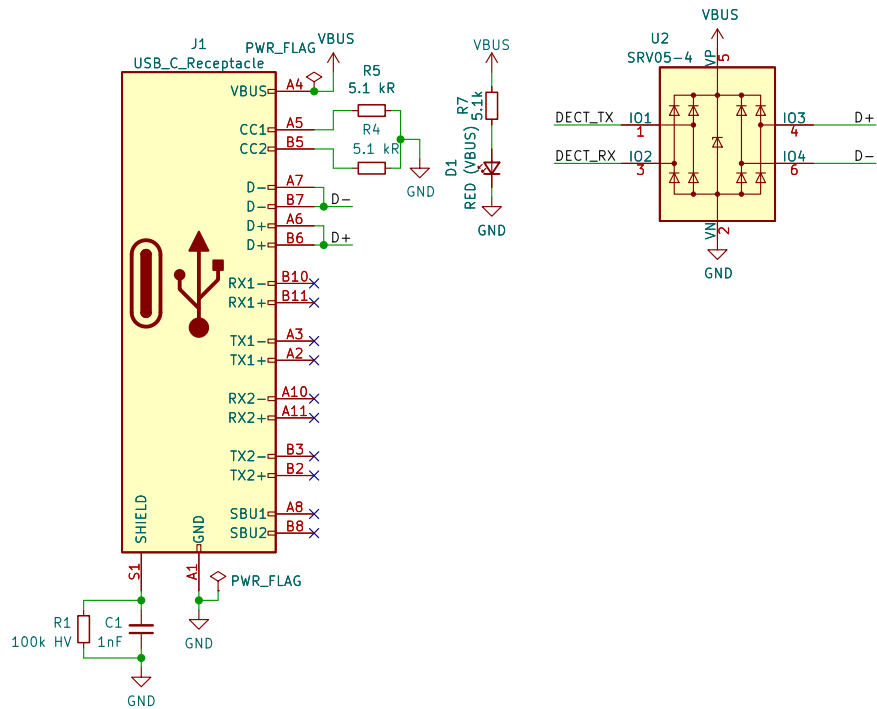 J1
USB_C_Receptacle
PWR_FLAG
VBUS
VBUS
A4
CC1
A5
CC2
B5
D-
A7
D-
B7
D-
D+
A6
D+
B6
D+
RX1-
B10
RX1+
B11
TX1-
A3
TX1+
A2
RX2-
A10
RX2+
A11
TX2-
B3
TX2+
B2
SBU1
A8
SBU2
B8
SHIELD
GND
S1
A1
PWR_FLAG
GND
R1
100k HV
C1
1nF
GND
R5
5.1 kR
R4
5.1 kR
GND
VBUS
R7
5.1k
D1
RED (VBUS)
GND
U2
SRV05-4
VBUS
VP
5
DECT_TX
IO1
1
DECT_RX
IO2
3
IO3
4
D+
IO4
6
D-
VN
2
GND